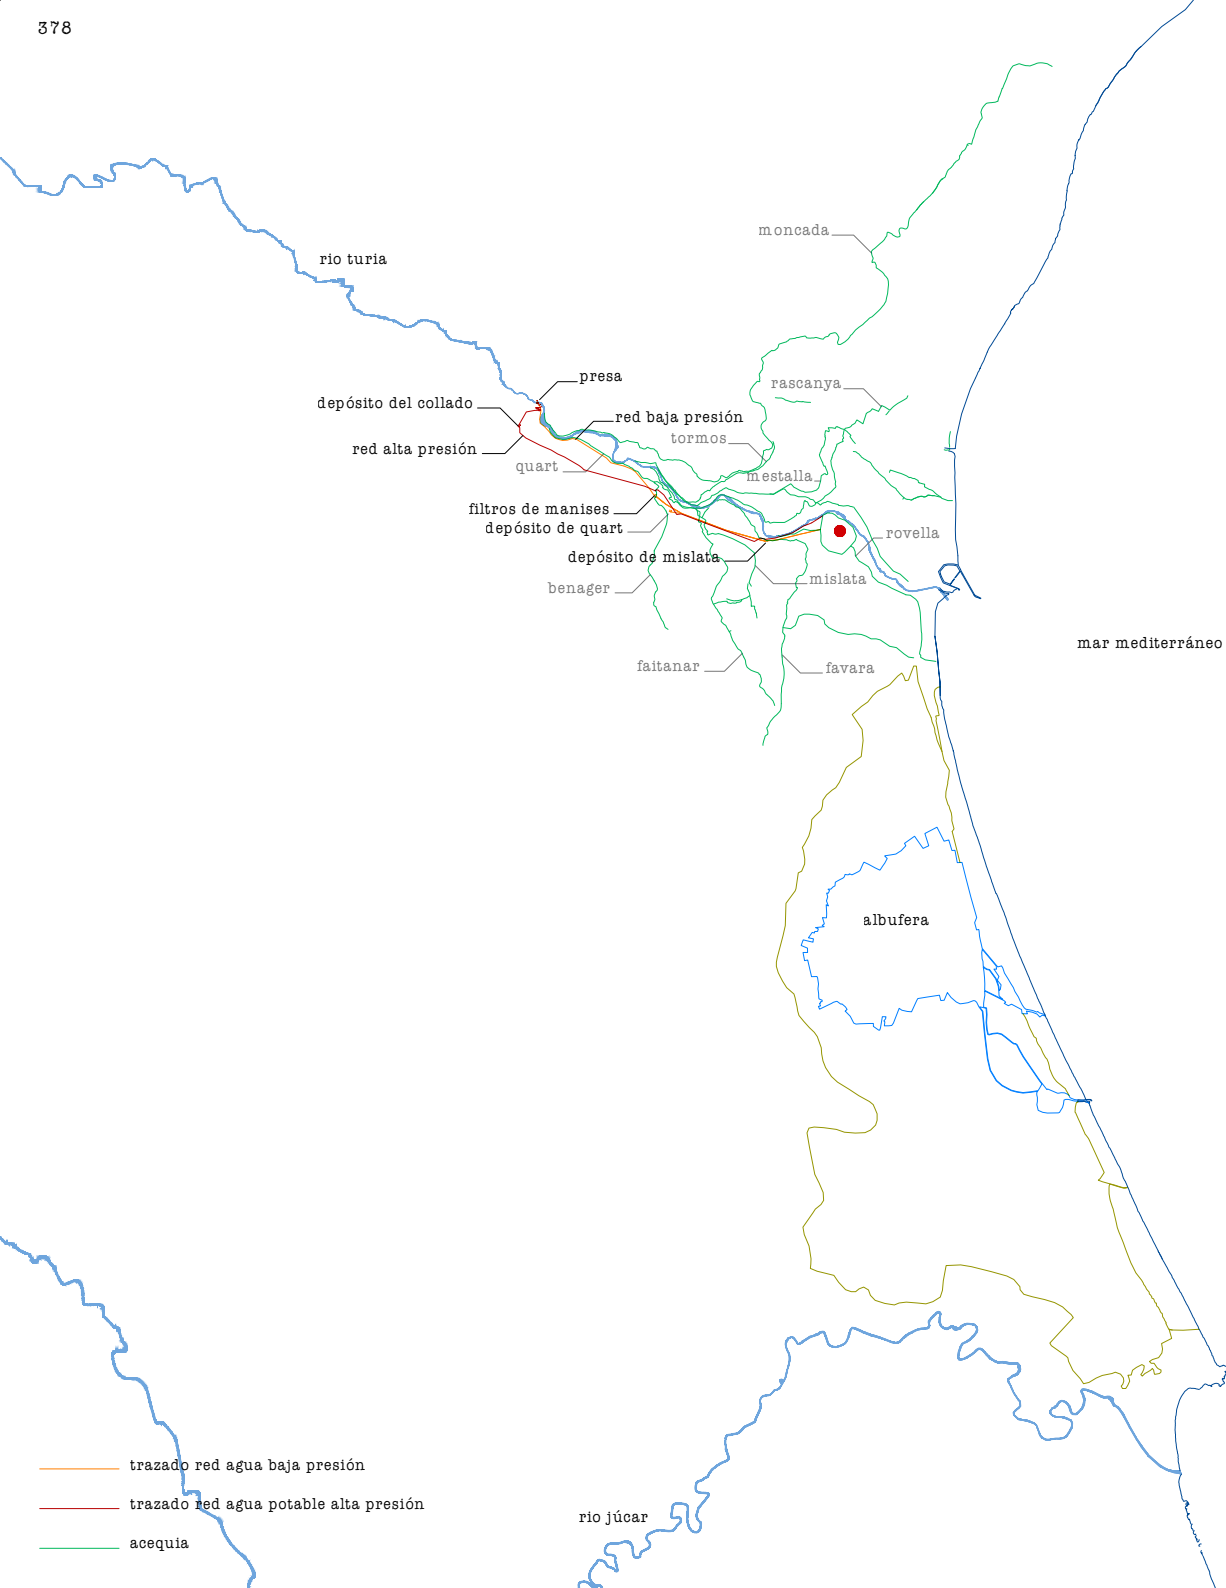 378
moncada
rio turia
presa
rascanya
depósito del collado
red baja presión
tormos
red alta presión
quart
mestalla
filtros de manises
depósito de quart
rovella
depósito de mislata
mislata
benager
mar mediterráneo
faitanar
favara
albufera
trazado red agua baja presión
trazado red agua potable alta presión
rio júcar
acequia